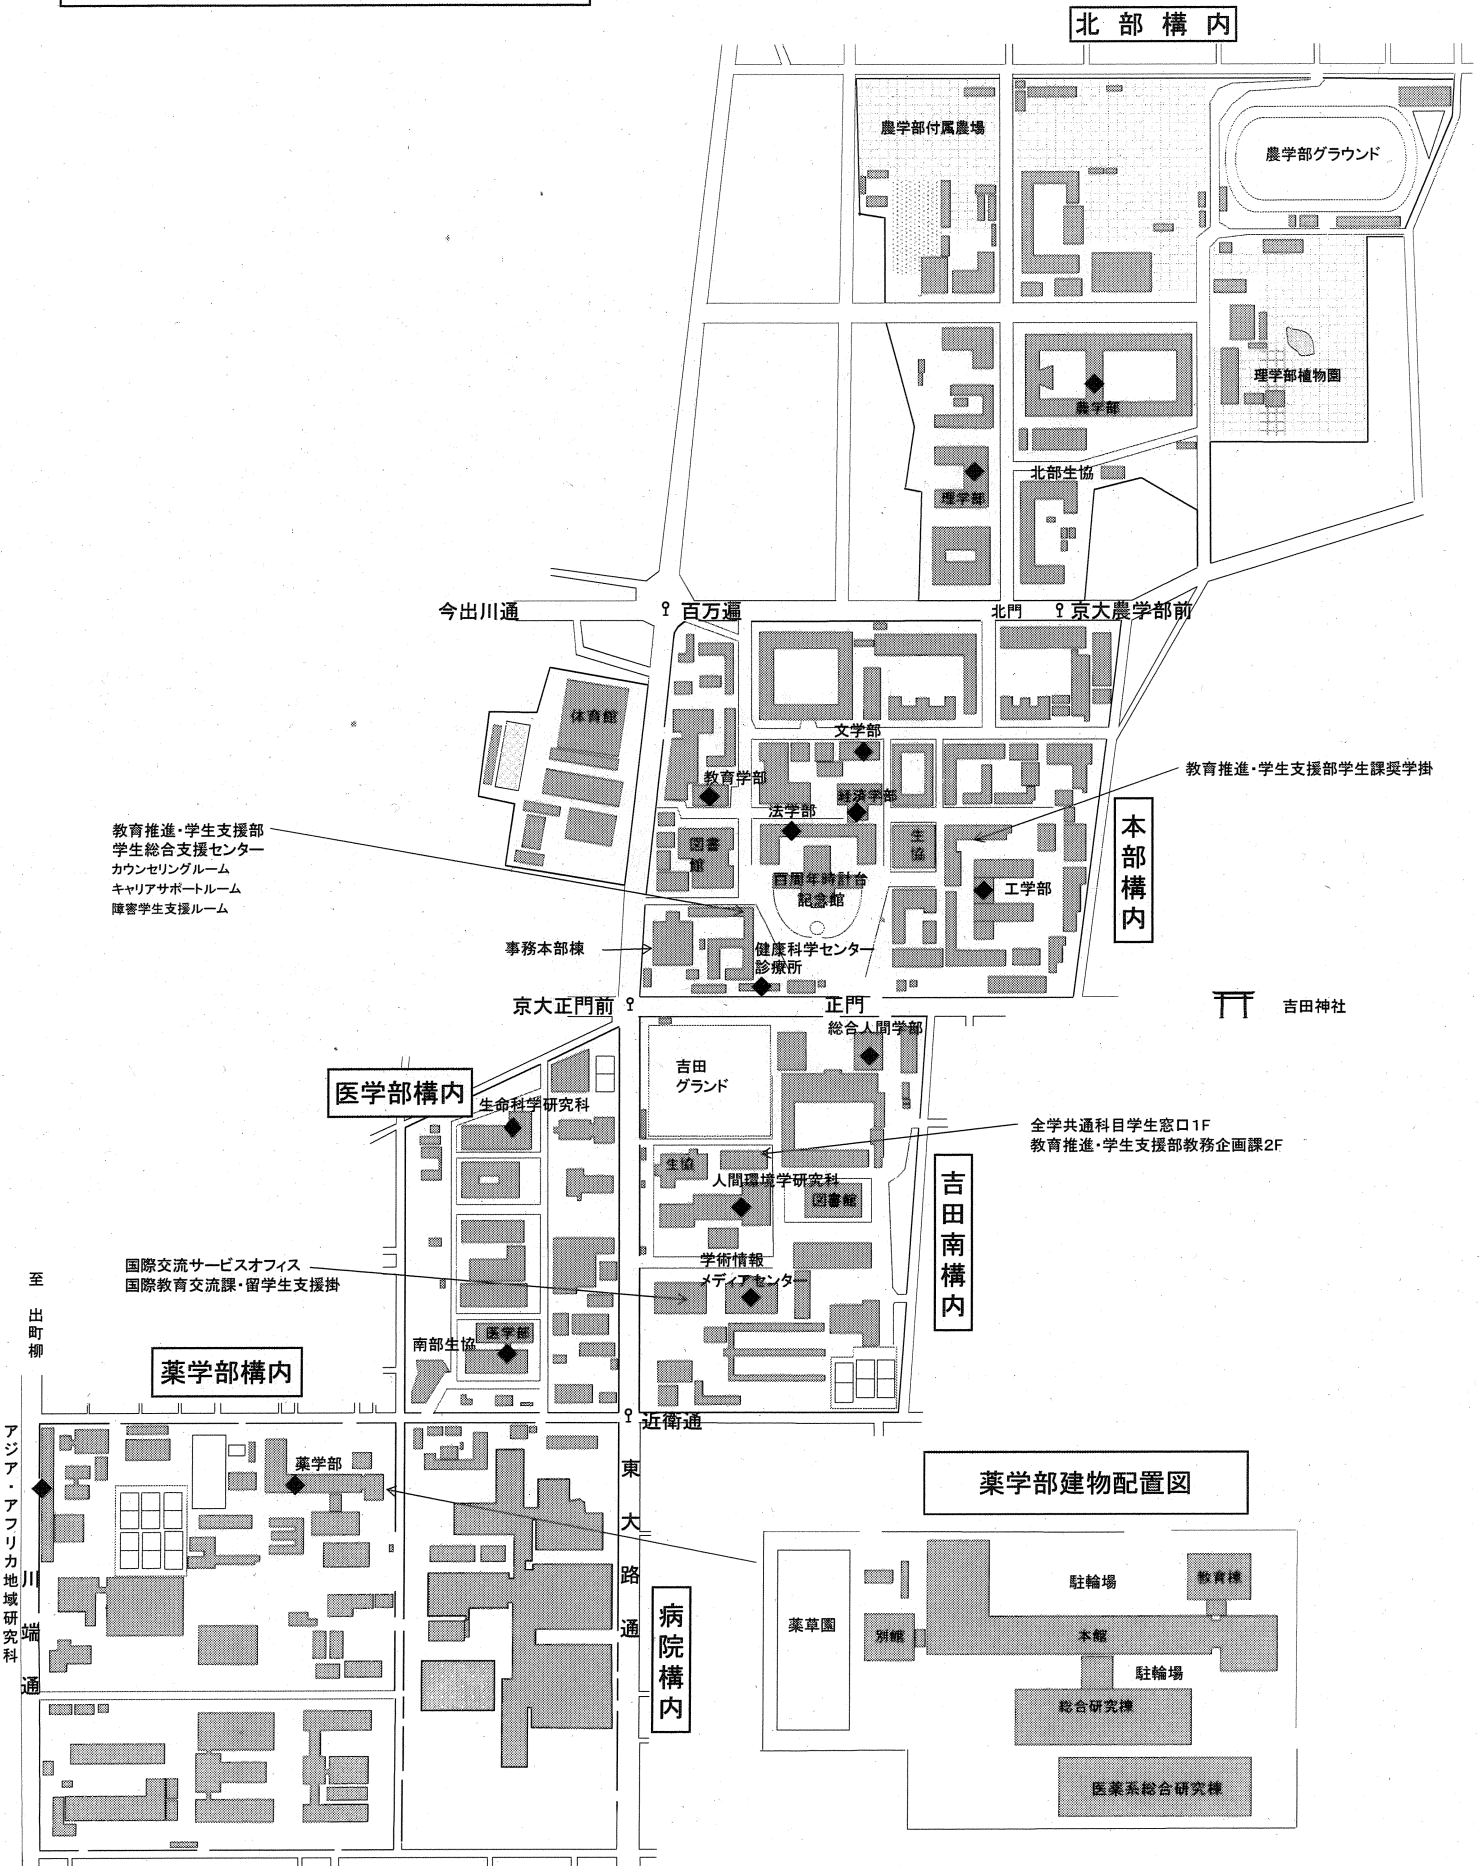 北部構内
農学部付属農場
農学部グラウンド
理学部植物園
農学部
北部生協
理学部
今出川通
百万遍
北門
京大農学部前
体育館
文学部
教育学部
経済学部
法学部
教育推進・学生支援部学生課奨学掛
本部構内
教育推進・学生支援部
学生総合支援センター
カウンセリングルーム
キャリアサポートルーム
障害学生支援ルーム
図書
館
生
協
百周年時計台
記念館
工学部
事務本部棟
健康科学センター
診療所
京大正門前
正門
吉田神社
総合人間学部
吉田
グランド
医学部構内
生命科学研究科
全学共通科目学生窓口1F
教育推進・学生支援部教務企画課2F
生協
人間環境学研究科
図書館
吉田南構内
学術情報
メディアセンター
国際交流サービスオフィス
国際教育交流課・留学生支援掛
至 出町柳
医学部
南部生協
薬学部構内
近衛通
アジア・アフリカ地域研究科
薬学部
東大路通
川端通
病院構内
薬学部建物配置図
駐輪場
教育棟
薬草園
別館
本館
駐輪場
総合研究棟
医薬系総合研究棟